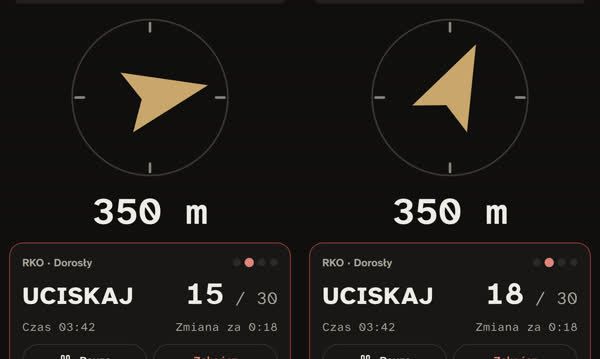 350 m
RKO · Dorosły
UCISKAJ 15 / 30
Czas 03:42 Zmiana za 0:18
350 m
RKO · Dorosły
UCISKAJ 18 / 30
Czas 03:42 Zmiana za 0:18